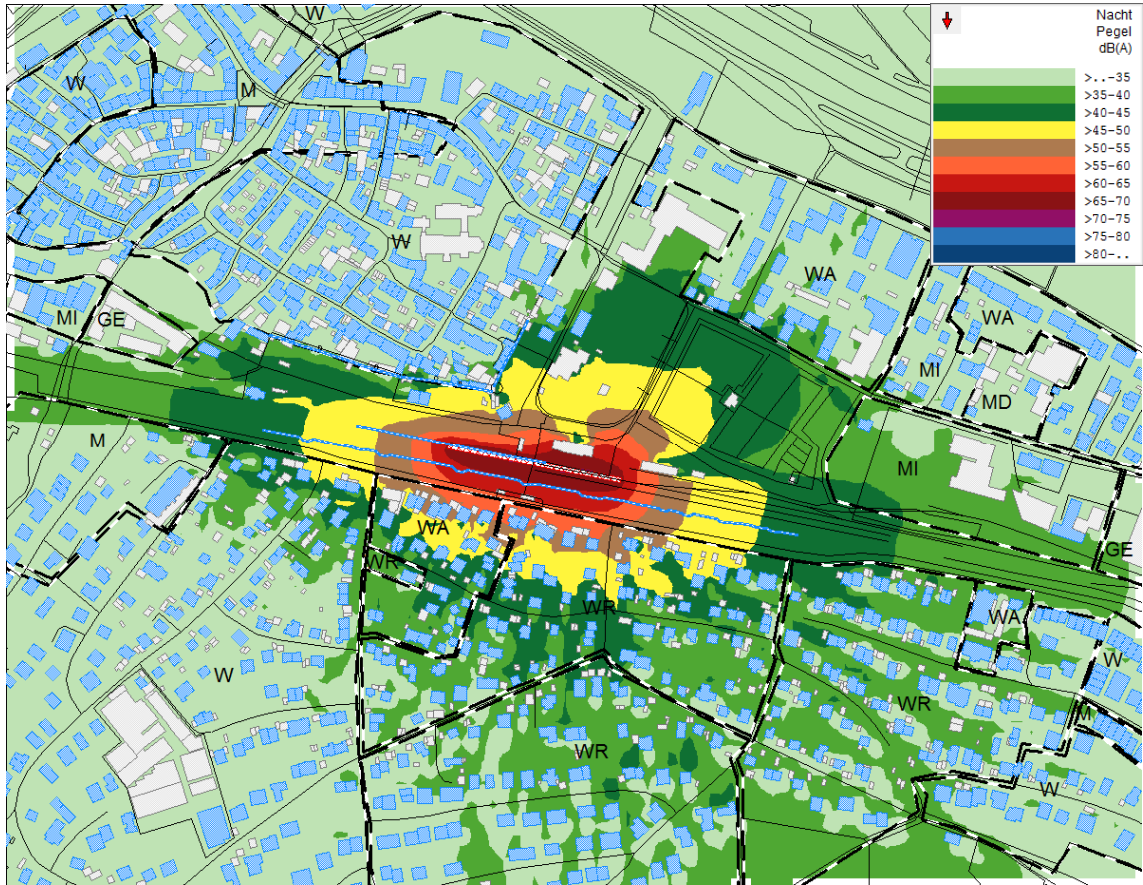 Nacht
Pegel
dB(A)
>..-35
>35-40
>40-45
>45-50
>50-55
>55-60
>60-65
>65-70
>70-75
>75-80
>80-..
W
W
M
W
WA
WA
MI
GE
MI
MD
M
MI
WA
WR
GE
WR
WA
W
W
WR
M
WR
W